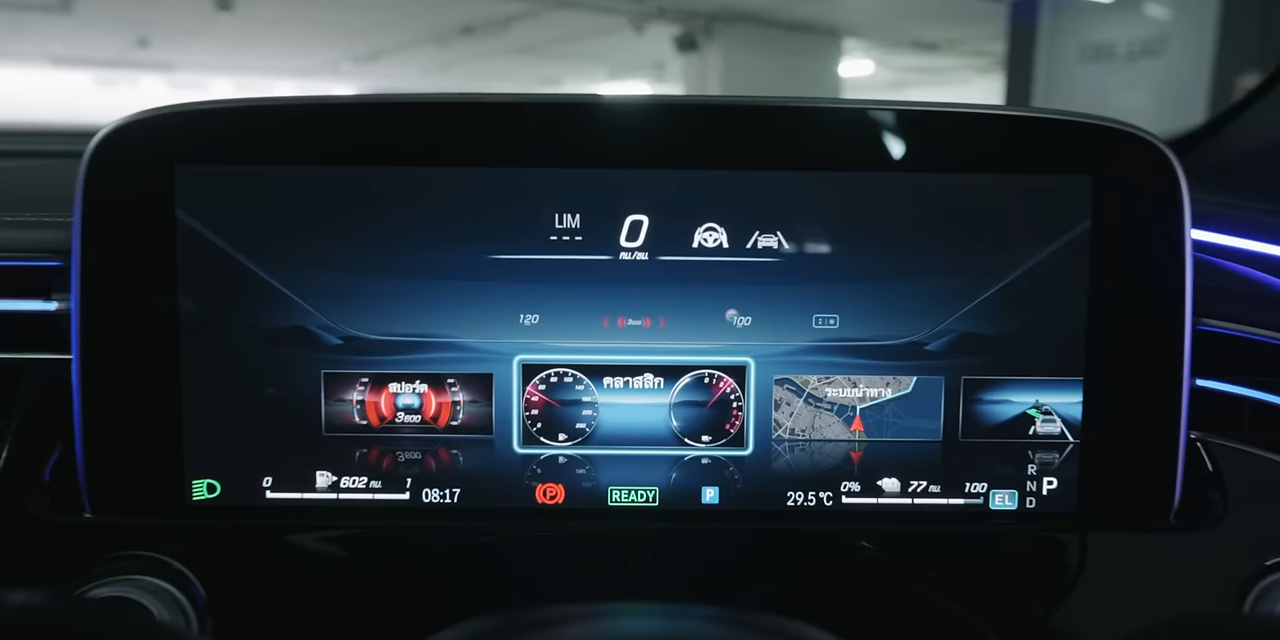 LIM
---
0
กม./ชม.
120
3600
100
สปอร์ต
3600
คลาสสิก
ระบบนำทาง
0 602 กม. 1
08:17
P
READY
P
29.5 °C
0% 77 กม. 100
EL
R
N
D
P